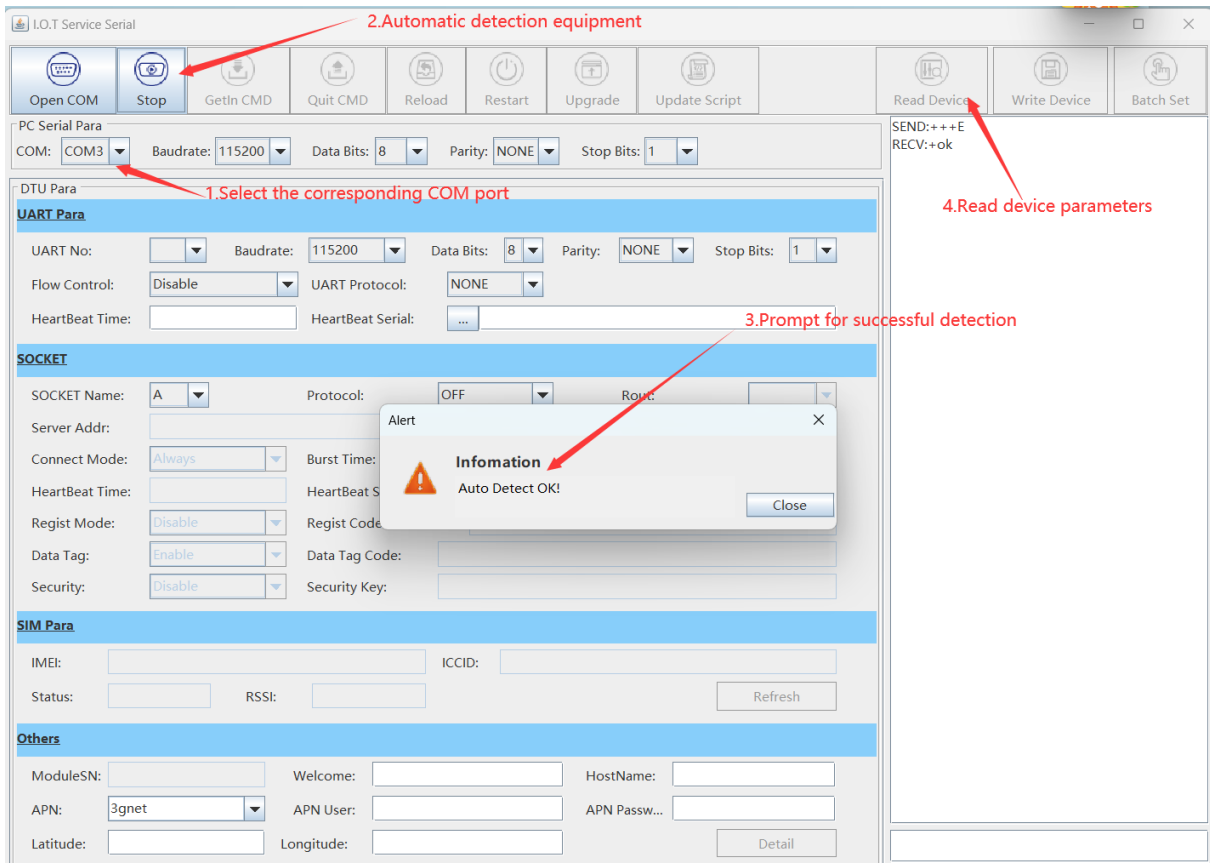 I.O.T Service Serial
2.Automatic detection equipment
Open COM Stop GetIn CMD Quit CMD Reload Restart Upgrade Update Script Read Device Write Device Batch Set
PC Serial Para
COM: COM3 Baudrate: 115200 Data Bits: 8 Parity: NONE Stop Bits: 1
SEND:+++E
RECV:+ok
1.Select the corresponding COM port
4.Read device parameters
DTU Para
UART Para
UART No: Baudrate: 115200 Data Bits: 8 Parity: NONE Stop Bits: 1
Flow Control: Disable UART Protocol: NONE
HeartBeat Time: HeartBeat Serial: ...
3.Prompt for successful detection
SOCKET
SOCKET Name: A Protocol: OFF Rout:
Server Addr:
Connect Mode: Always Burst Time:
HeartBeat Time: HeartBeat S
Regist Mode: Disable Regist Code
Data Tag: Enable Data Tag Code:
Security: Disable Security Key:
Alert
Infomation
Auto Detect OK!
Close
SIM Para
IMEI: ICCID:
Status: RSSI: Refresh
Others
ModuleSN: Welcome: HostName:
APN: 3gnet APN User: APN Passw...
Latitude: Longitude: Detail